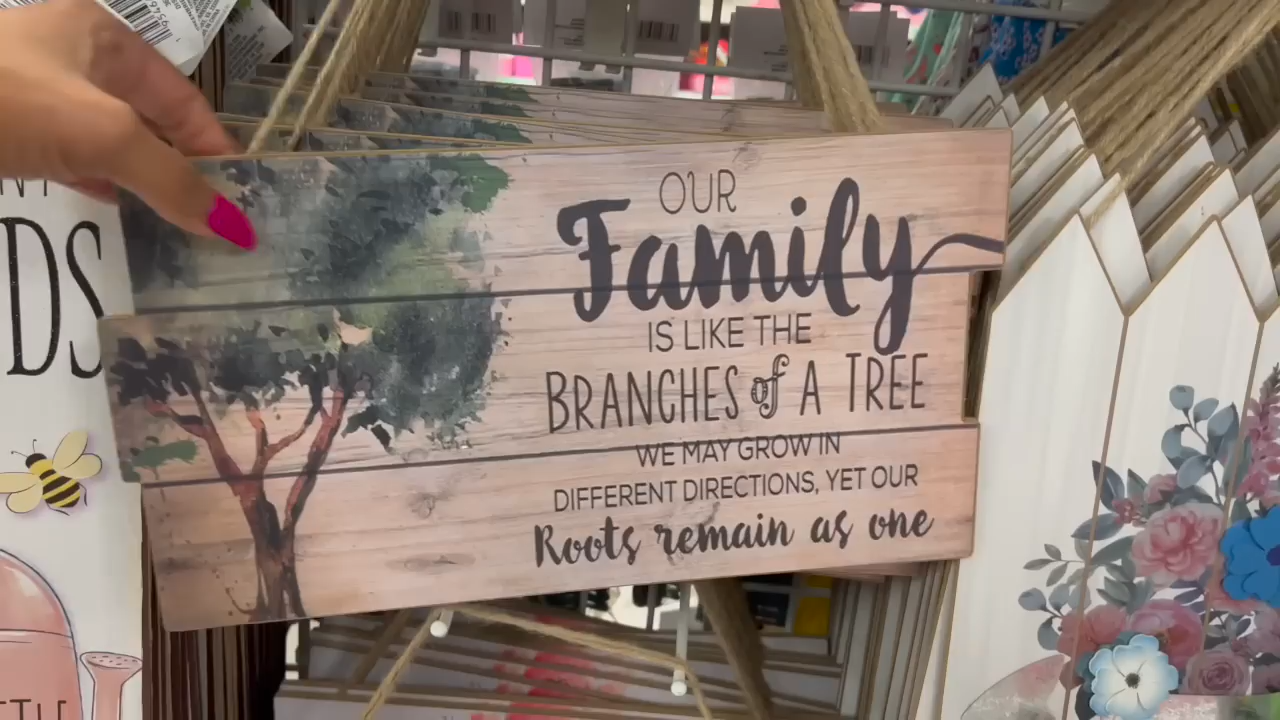 OUR
Family
IS LIKE THE
BRANCHES of A TREE
WE MAY GROW IN
DIFFERENT DIRECTIONS, YET OUR
Roots remain as one
DS